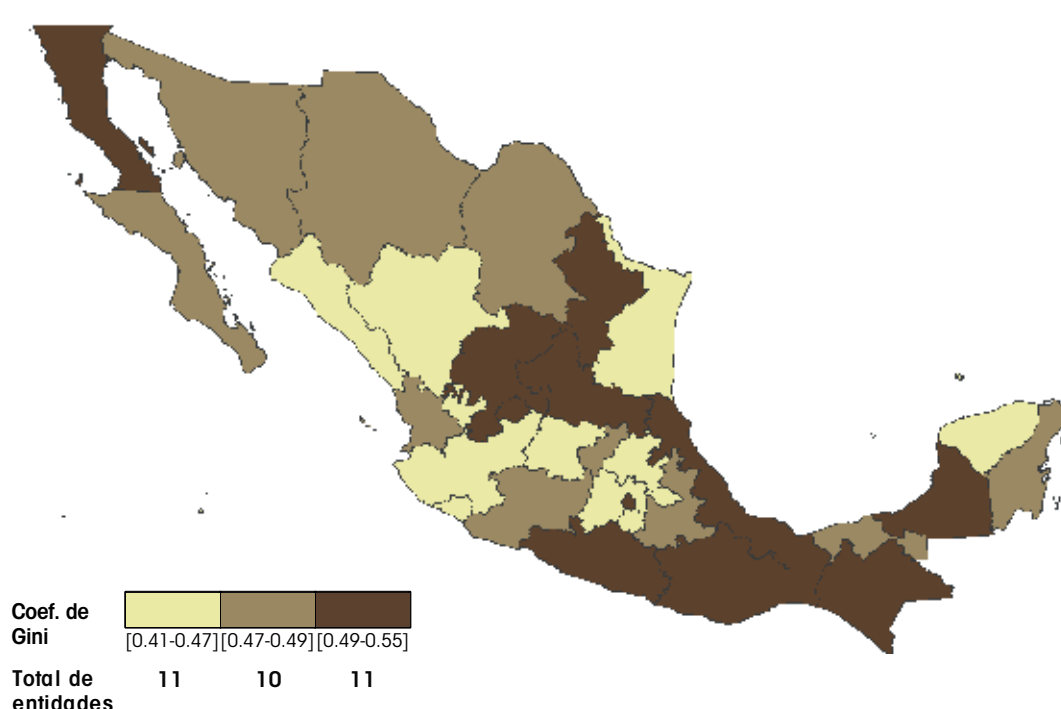 Coef. de
Gini
[0.41-0.47] [0.47-0.49] [0.49-0.55]
Total de
entidades
11 10 11